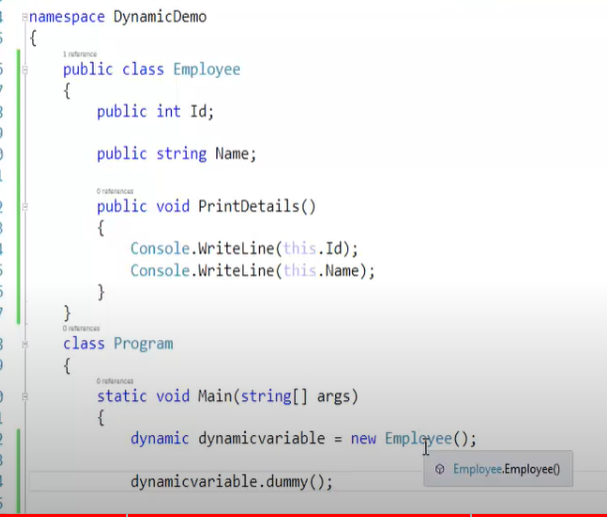 namespace DynamicDemo
{
1 reference
public class Employee
{
public int Id;
public string Name;
0 references
public void PrintDetails()
{
Console.WriteLine(this.Id);
Console.WriteLine(this.Name);
}
}
0 references
class Program
{
0 references
static void Main(string[] args)
{
dynamic dynamicvariable = new Employee();
Employee.Employee()
dynamicvariable.dummy();